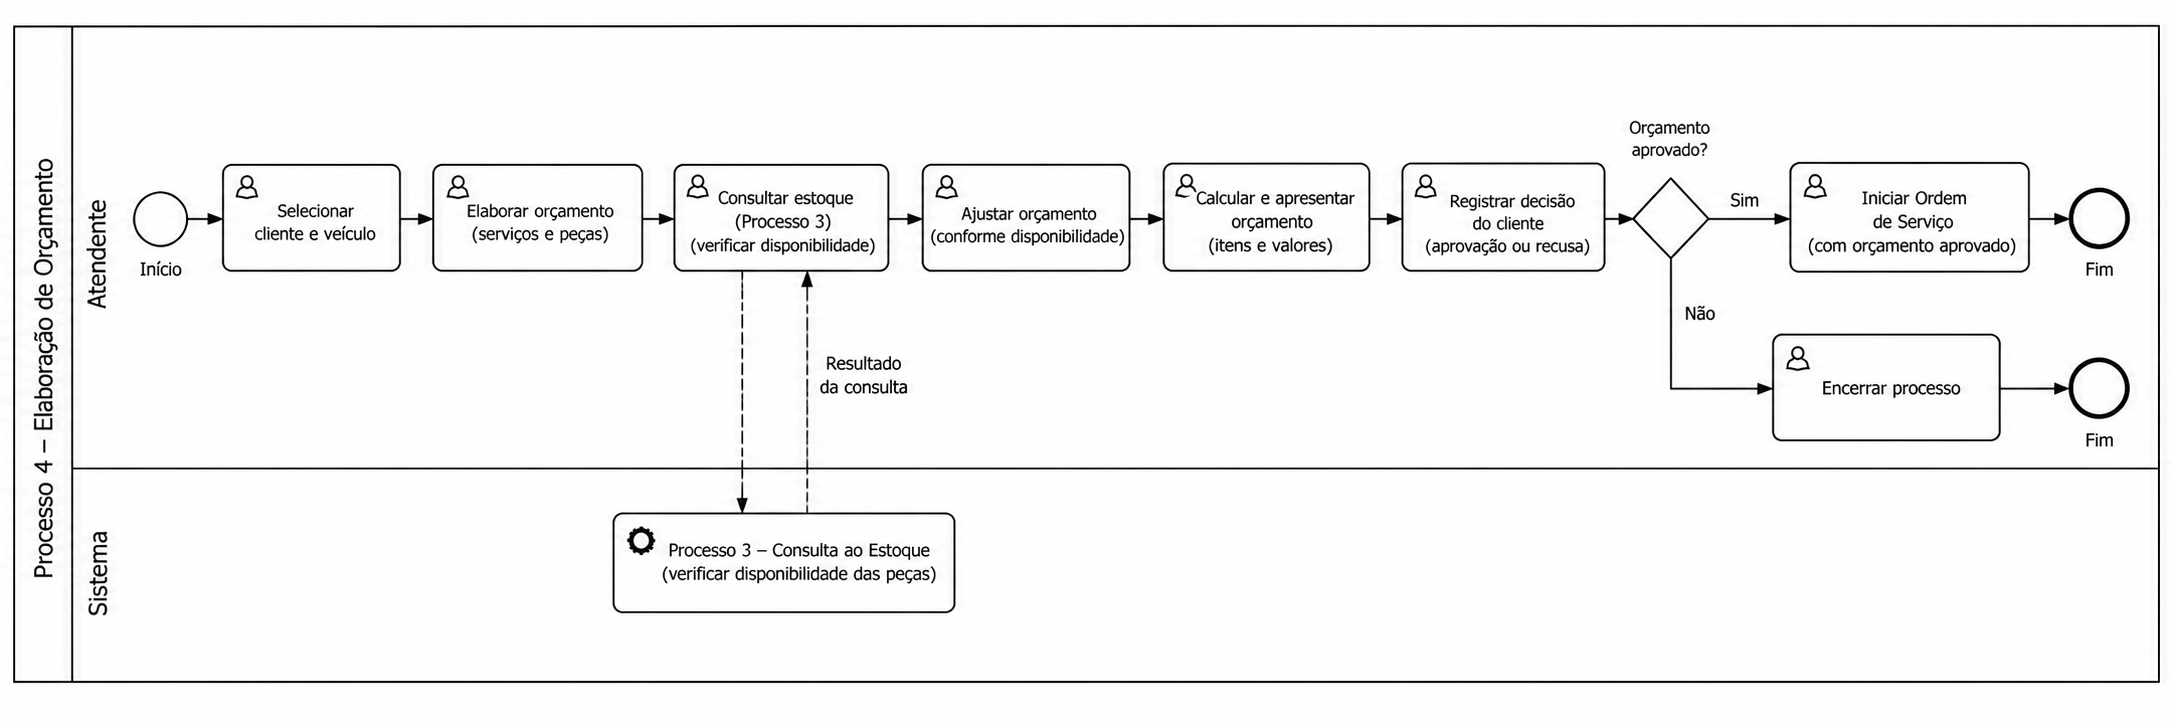 Processo 4 – Elaboração de Orçamento
Atendente
Início
Selecionar
cliente e veículo
Elaborar orçamento
(serviços e peças)
Consultar estoque
(Processo 3)
(verificar disponibilidade)
Ajustar orçamento
(conforme disponibilidade)
Calcular e apresentar
orçamento
(itens e valores)
Registrar decisão
do cliente
(aprovação ou recusa)
Orçamento
aprovado?
Sim
Iniciar Ordem
de Serviço
(com orçamento aprovado)
Fim
Não
Encerrar processo
Fim
Resultado
da consulta
Sistema
Processo 3 – Consulta ao Estoque
(verificar disponibilidade das peças)